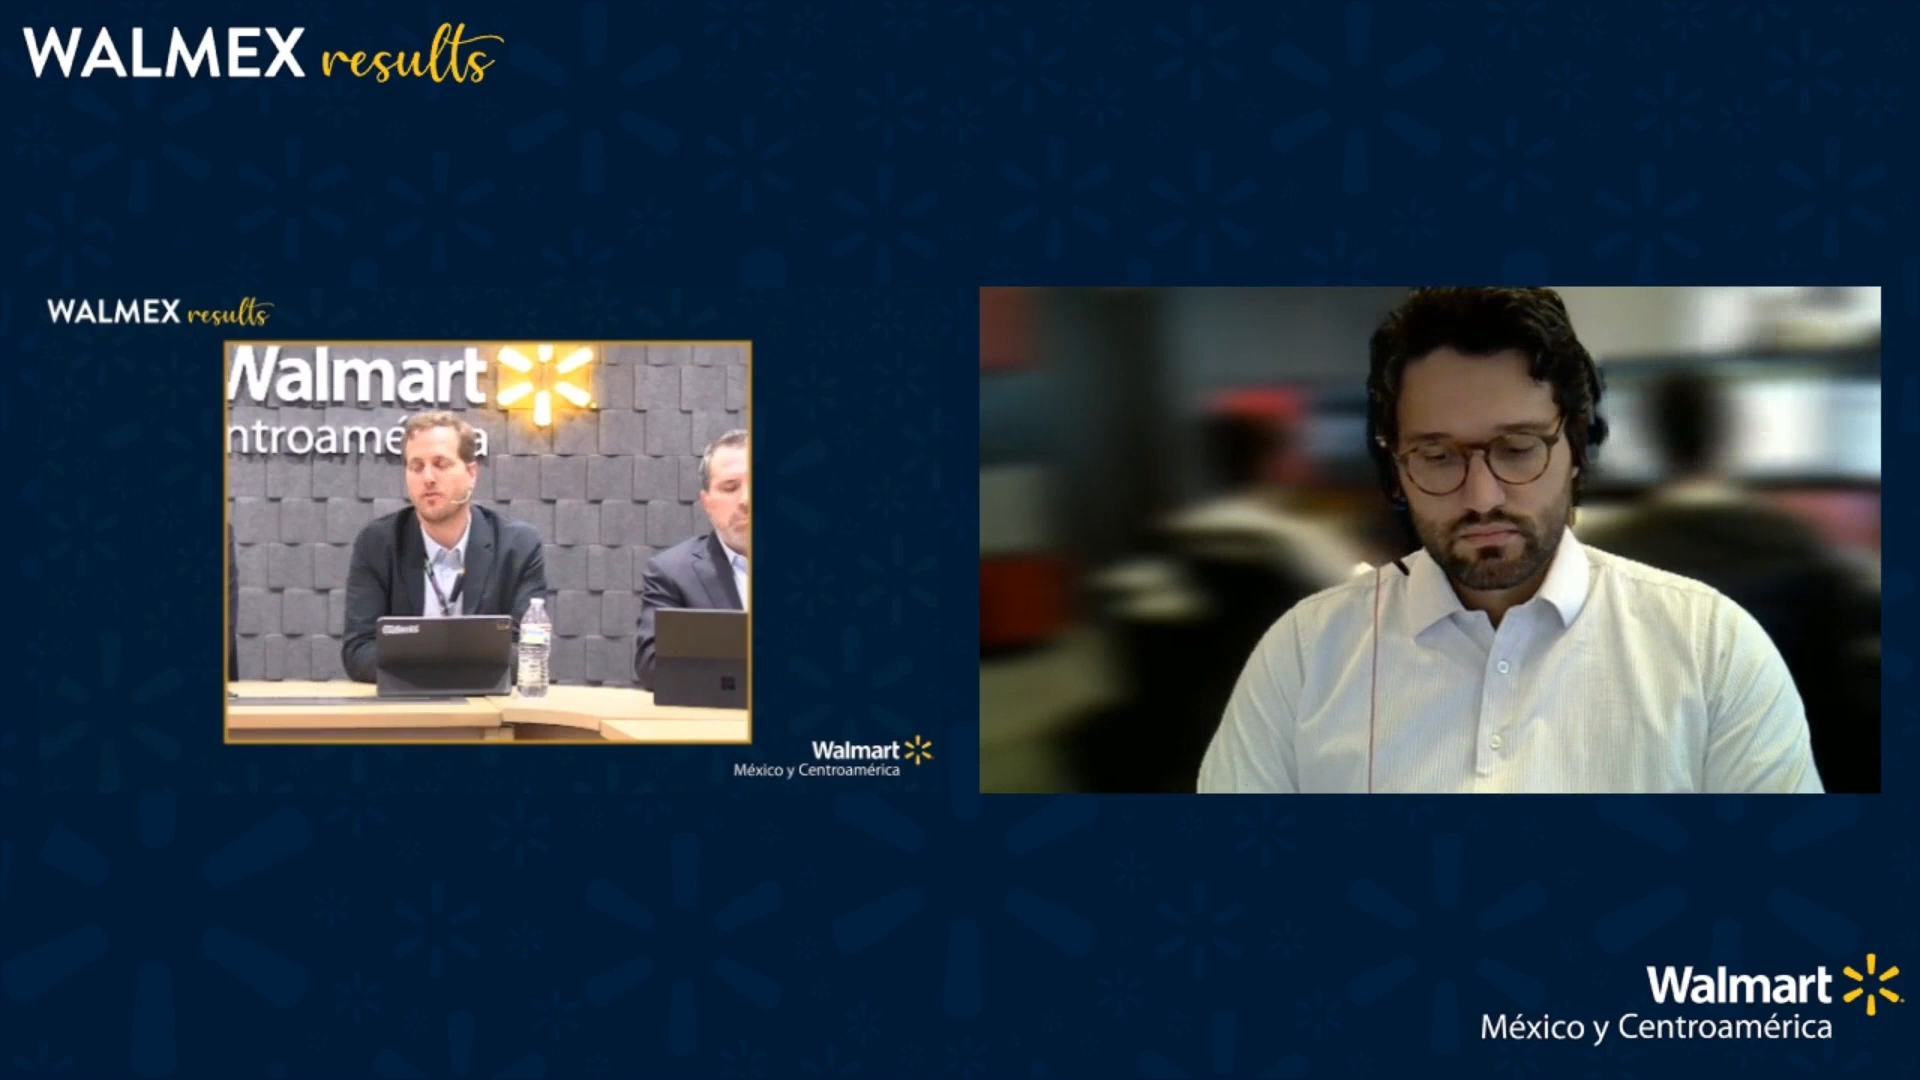 WALMEX results
WALMEX results
Walmart
ntroamé a
Walmart
México y Centroamérica
Walmart
México y Centroamérica